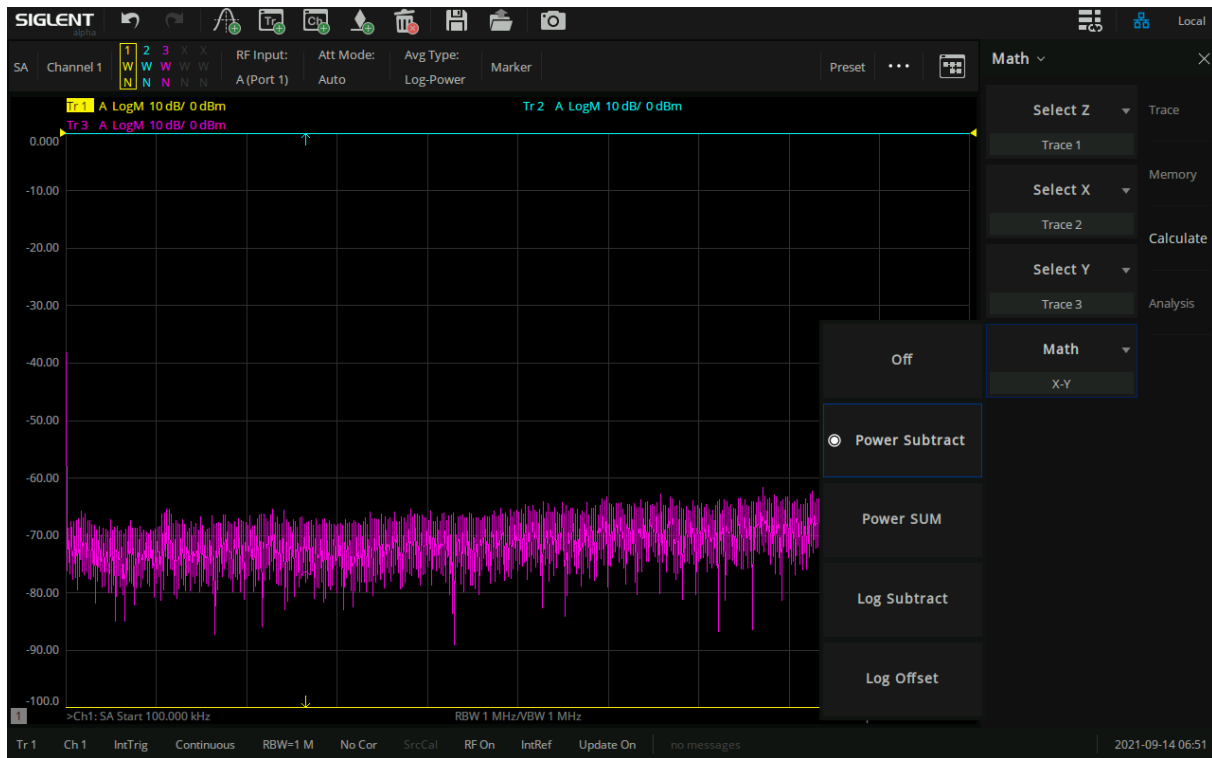 SIGLENT
alpha
Tr
Ch
Local
SA
Channel 1
1 2 3 X X
W W W W W
N N N N N
RF Input:
A (Port 1)
Att Mode:
Auto
Avg Type:
Log-Power
Marker
Preset
Math
Tr 1 A LogM 10 dB/ 0 dBm
Tr 2 A LogM 10 dB/ 0 dBm
Tr 3 A LogM 10 dB/ 0 dBm
0.000
-10.00
-20.00
-30.00
-40.00
-50.00
-60.00
-70.00
-80.00
-90.00
-100.0
Select Z
Trace 1
Select X
Trace 2
Select Y
Trace 3
Math
X-Y
Trace
Memory
Calculate
Analysis
Off
Power Subtract
Power SUM
Log Subtract
Log Offset
1
>Ch1: SA Start 100.000 kHz
RBW 1 MHz/VBW 1 MHz
Tr 1
Ch 1
IntTrig
Continuous
RBW=1 M
No Cor
SrcCal
RF On
IntRef
Update On
no messages
2021-09-14 06:51